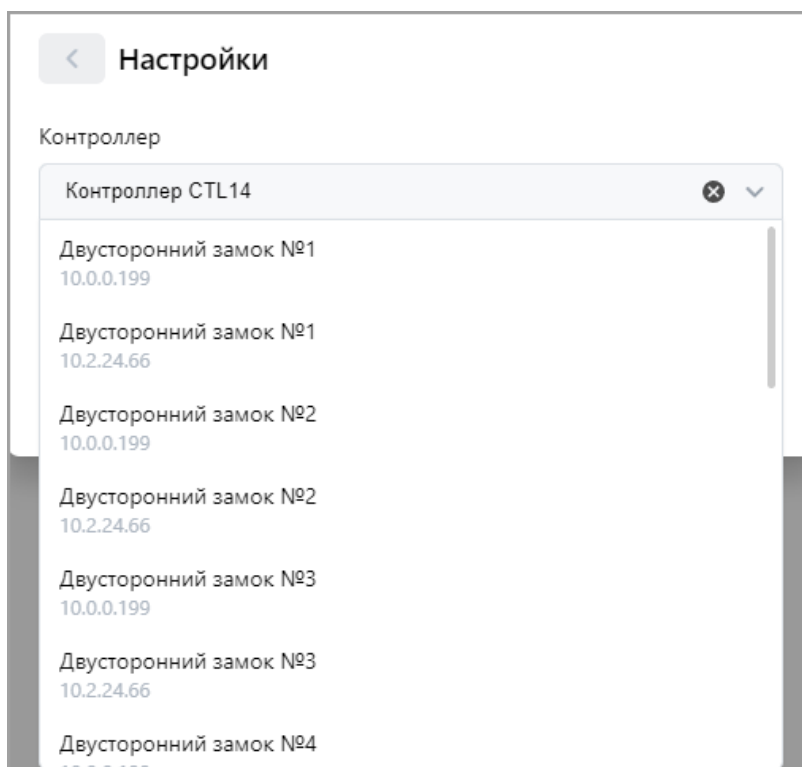 Настройки
Контроллер
Контроллер CTL14
Двусторонний замок №1
10.0.0.199
Двусторонний замок №1
10.2.24.66
Двусторонний замок №2
10.0.0.199
Двусторонний замок №2
10.2.24.66
Двусторонний замок №3
10.0.0.199
Двусторонний замок №3
10.2.24.66
Двусторонний замок №4